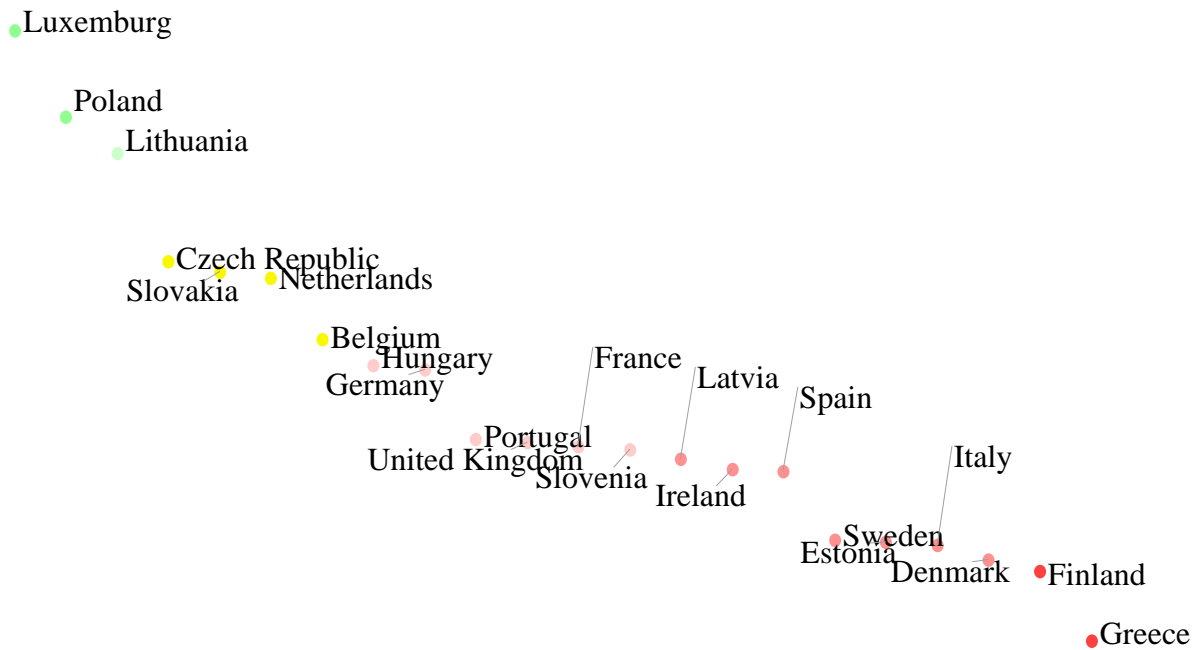 Luxemburg
Poland
Lithuania
Czech Republic
Netherlands
Slovakia
Belgium
Hungary
France
Germany
Latvia
Spain
Portugal
United Kingdom
Italy
Slovenia
Ireland
Sweden
Estonia
Denmark
Finland
Greece